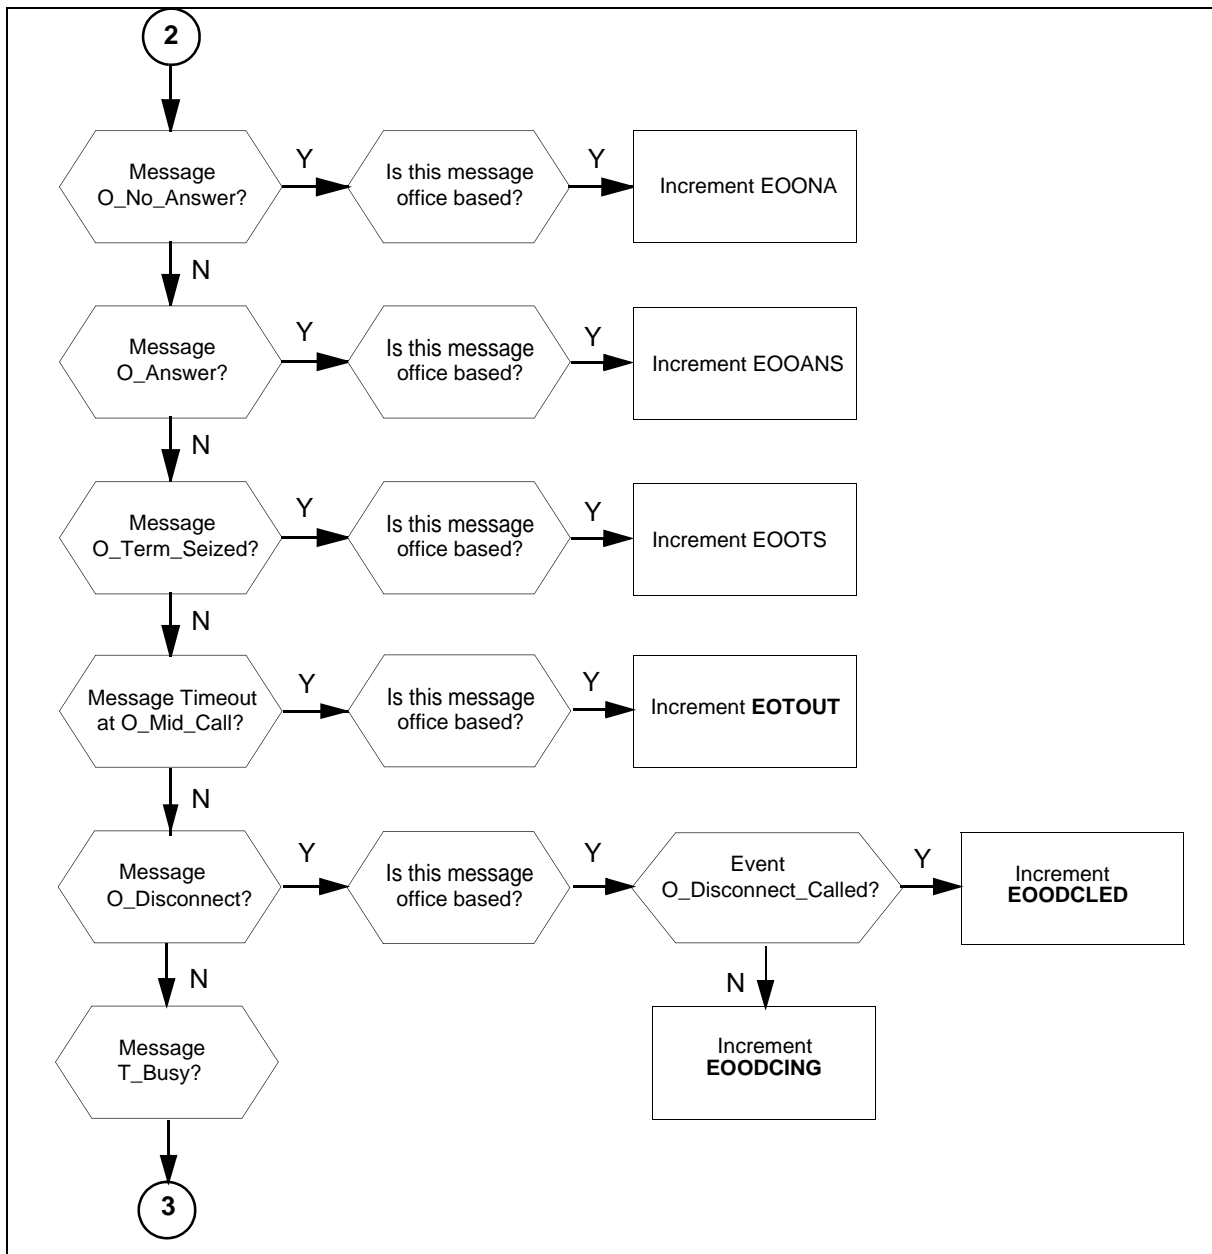 2
Message
O_No_Answer?
Y
Is this message
office based?
Y
Increment EOONA
N
Message
O_Answer?
Y
Is this message
office based?
Y
Increment EOOANS
N
Message
O_Term_Seized?
Y
Is this message
office based?
Y
Increment EOOTS
N
Message Timeout
at O_Mid_Call?
Y
Is this message
office based?
Y
Increment EOTOUT
N
Message
O_Disconnect?
Y
Is this message
office based?
Y
Event
O_Disconnect_Called?
Y
Increment
EOODCLED
N
N
Message
T_Busy?
Increment
EOODCING
3